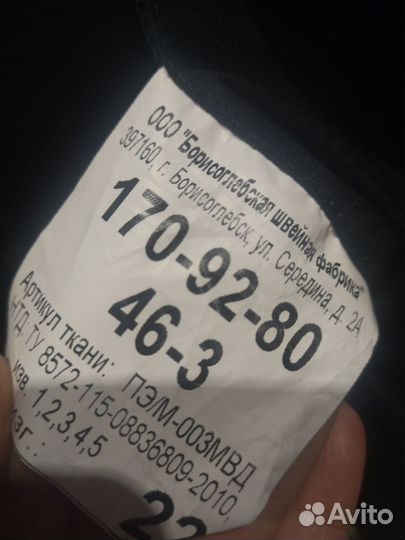 ООО "Борисоглебская швейная фабрика"
397160, г. Борисоглебск, ул. Середина, д. 2А
170-92-80
46-3
Артикул ткани: ПЭ/М-003МВД
НТД, ТУ 8572-115-08836809-2010,
изв. 1,2,3,4,5
Avito